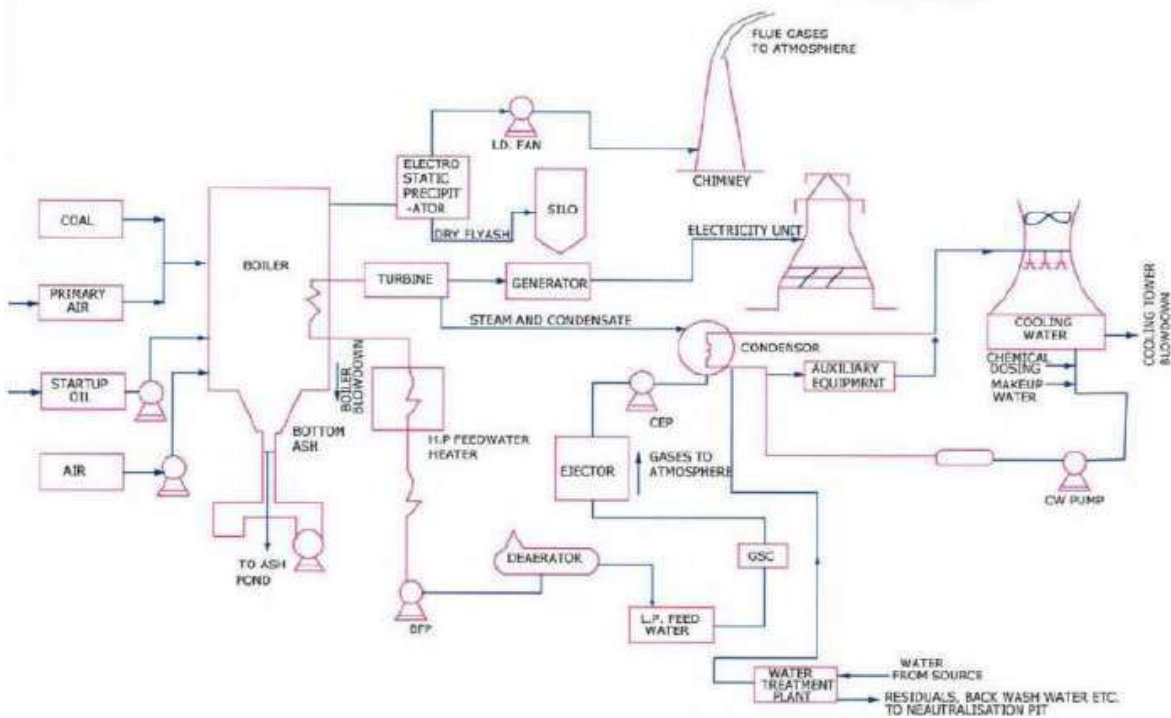 FLUE GASES
TO ATMOSPHERE
I.D. FAN
ELECTRO
STATIC
PRECIPIT
-ATOR
CHIMNEY
SILO
DRY FLYASH
COAL
BOILER
ELECTRICITY UNIT
PRIMARY
AIR
TURBINE
GENERATOR
STEAM AND CONDENSATE
COOLING
WATER
COOLING TOWER
BLOWDOWN
CONDENSOR
CHEMICAL
DOSING
MAKEUP
WATER
AUXILIARY
EQUIPMENT
STARTUP
OIL
BOILER
BLOWDOWN
CEP
BOTTOM
ASH
H.P FEEDWATER
HEATER
EJECTOR
GASES TO
ATMOSPHERE
AIR
CW PUMP
TO ASH
POND
DEAERATOR
GSC
BFP
L.P. FEED
WATER
WATER
TREATMENT
PLANT
WATER
FROM SOURCE
RESIDUALS, BACK WASH WATER ETC.
TO NEAUTRALISATION PIT